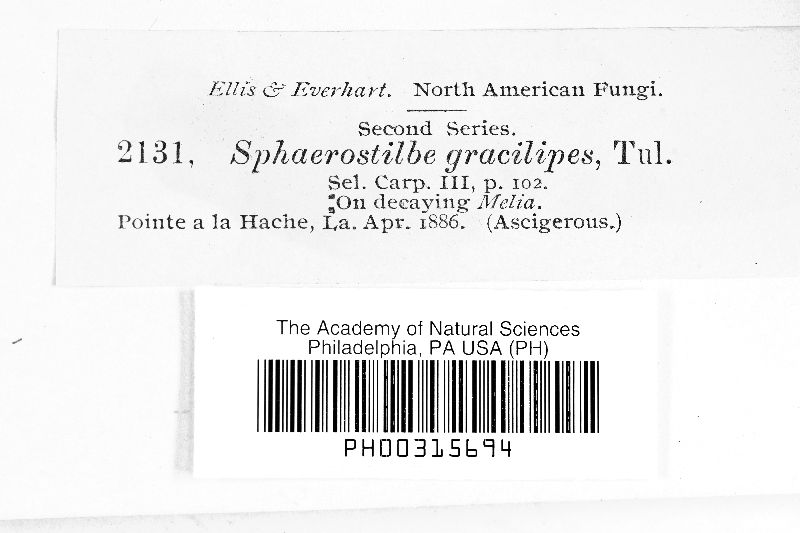 Ellis & Everhart. North American Fungi.
Second Series.
2131, Sphaerostilbe gracilipes, Tul.
Sel. Carp. III, p. 102.
On decaying Melia.
Pointe a la Hache, La. Apr. 1886. (Ascigerous.)
The Academy of Natural Sciences
Philadelphia, PA USA (PH)
PH00315694